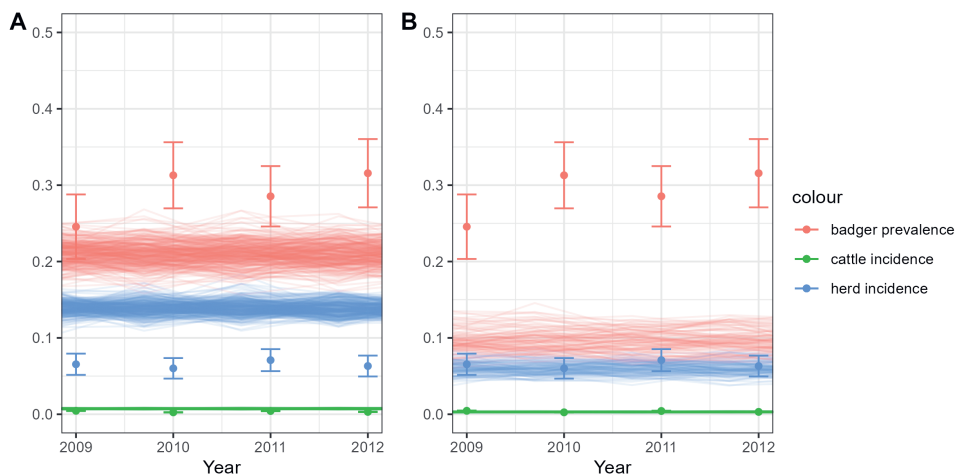 A
B
0.5
0.4
0.3
0.2
0.1
0.0
2009 2010 2011 2012
Year
0.5
0.4
0.3
0.2
0.1
0.0
2009 2010 2011 2012
Year
colour
badger prevalence
cattle incidence
herd incidence